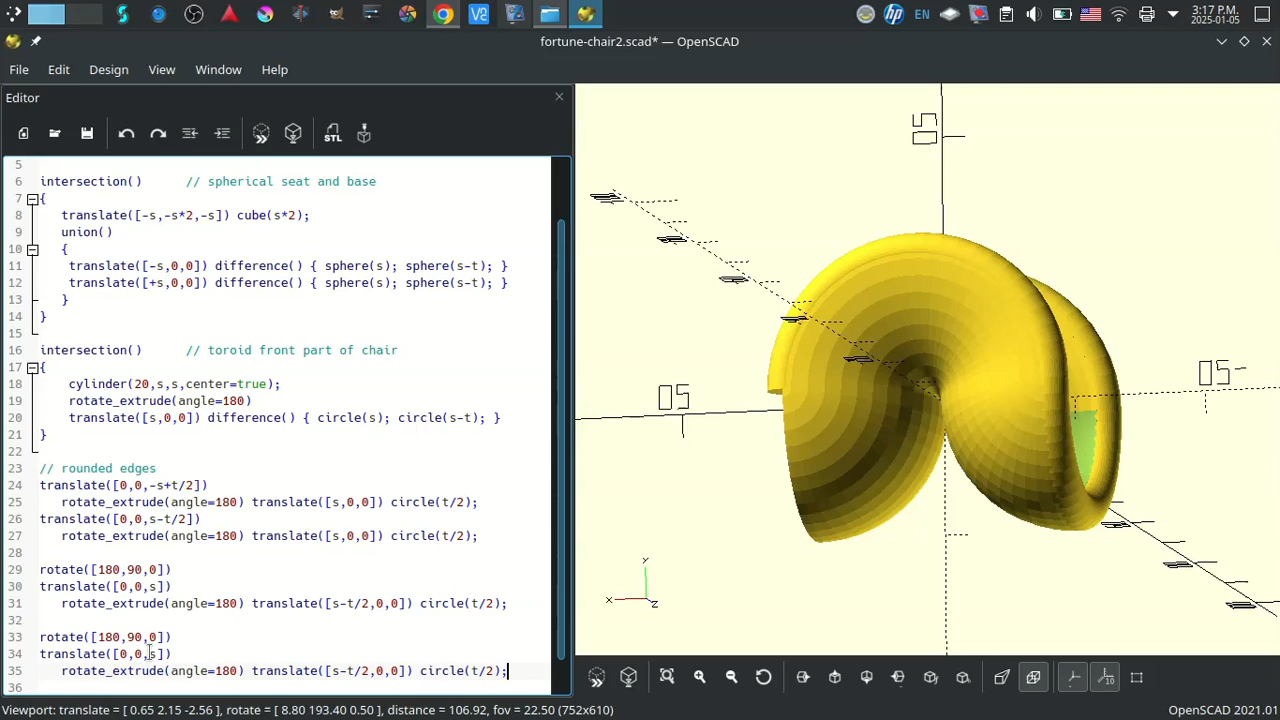 EN
3:17 P.M.
2025-01-05
fortune-chair2.scad* — OpenSCAD
File Edit Design View Window Help
Editor
STL
5
6 intersection() // spherical seat and base
7 {
8 translate([-s,-s*2,-s]) cube(s*2);
9 union()
10 {
11 translate([-s,0,0]) difference() { sphere(s); sphere(s-t); }
12 translate([+s,0,0]) difference() { sphere(s); sphere(s-t); }
13 }
14 }
15
16 intersection() // toroid front part of chair
17 {
18 cylinder(20,s,s,center=true);
19 rotate_extrude(angle=180)
20 translate([s,0,0]) difference() { circle(s); circle(s-t); }
21 }
22
23 // rounded edges
24 translate([0,0,-s+t/2])
25 rotate_extrude(angle=180) translate([s,0,0]) circle(t/2);
26 translate([0,0,s-t/2])
27 rotate_extrude(angle=180) translate([s,0,0]) circle(t/2);
28
29 rotate([180,90,0])
30 translate([0,0,s])
31 rotate_extrude(angle=180) translate([s-t/2,0,0]) circle(t/2);
32
33 rotate([180,90,0])
34 translate([0,0,s])
35 rotate_extrude(angle=180) translate([s-t/2,0,0]) circle(t/2);
36
50
50
50
Y
X
Z
10
Viewport: translate = [ 0.65 2.15 -2.56 ], rotate = [ 8.80 193.40 0.50 ], distance = 106.92, fov = 22.50 (752x610)
OpenSCAD 2021.01